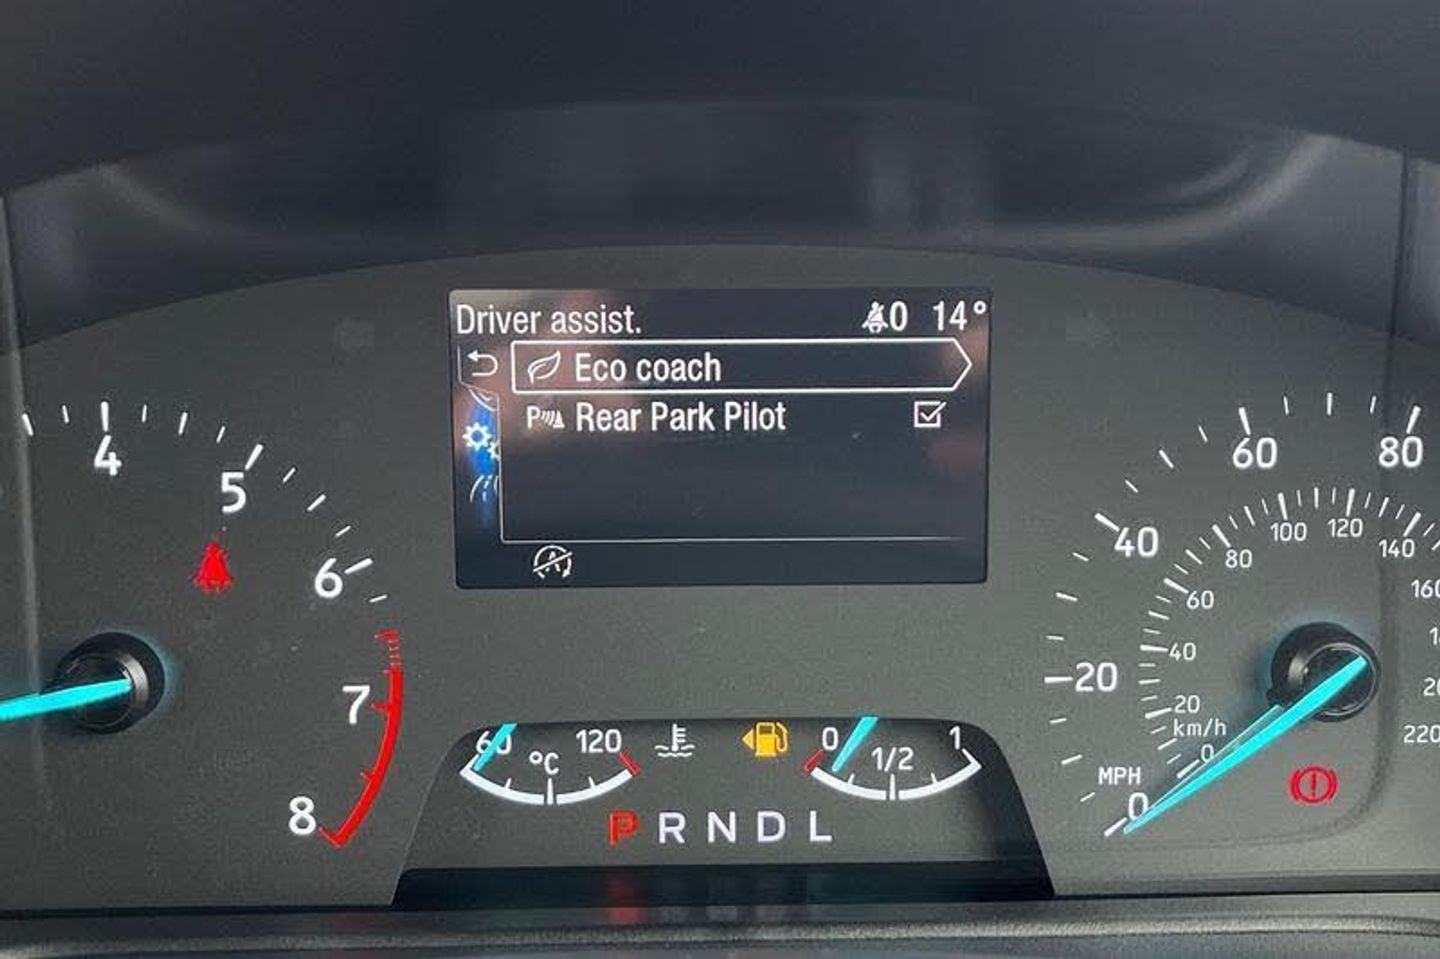 Driver assist. 0 14°
Eco coach
P Rear Park Pilot
4
5
6
7
8
60 120
°C
0 1/2 1
P R N D L
0 20 40 60 80
MPH
km/h
0 20 40 60 80 100 120 140
220